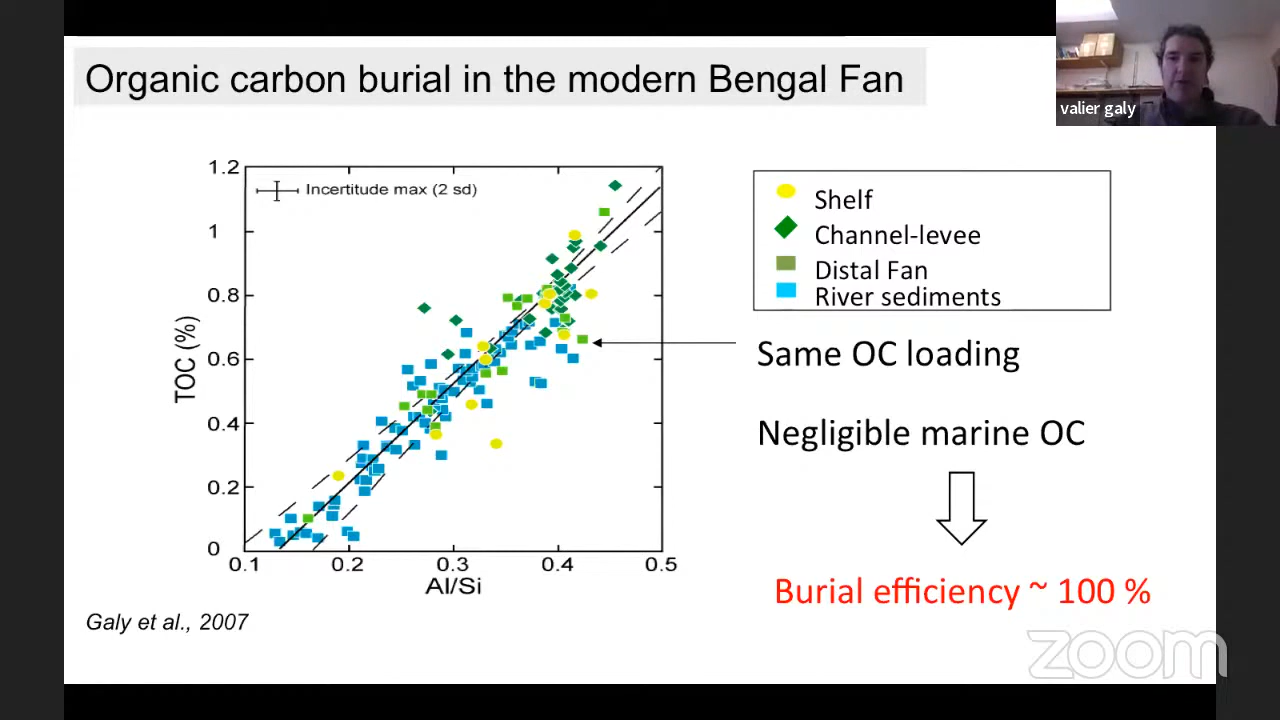 Organic carbon burial in the modern Bengal Fan
valier galy
1.2
Incertitude max (2 sd)
1
0.8
0.6
0.4
0.2
0
TOC (%)
0.1 0.2 0.3 0.4 0.5
Al/Si
Shelf
Channel-levee
Distal Fan
River sediments
Same OC loading
Negligible marine OC
Burial efficiency ~ 100 %
Galy et al., 2007
zoom